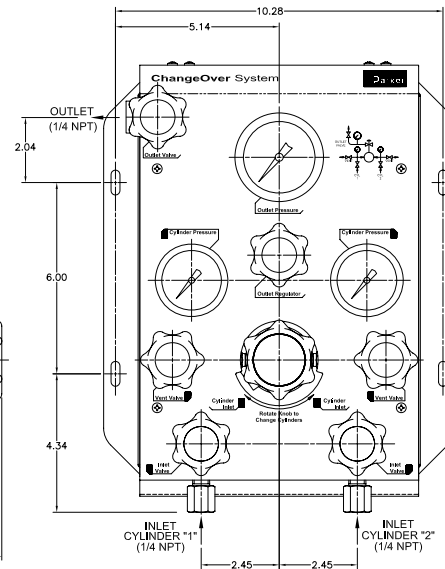 10.28
5.14
ChangeOver System
Parker
OUTLET
(1/4 NPT)
2.04
Outlet Valve
OUTLET
VALVE
Outlet Pressure
Cylinder Pressure
Cylinder Pressure
6.00
Outlet Regulator
Vent Valve
Vent Valve
Cylinder
Inlet
Cylinder
Inlet
Rotate Knob to
Change Cylinders
4.34
Inlet
Valve
Inlet
Valve
INLET
CYLINDER "1"
(1/4 NPT)
INLET
CYLINDER "2"
(1/4 NPT)
2.45
2.45